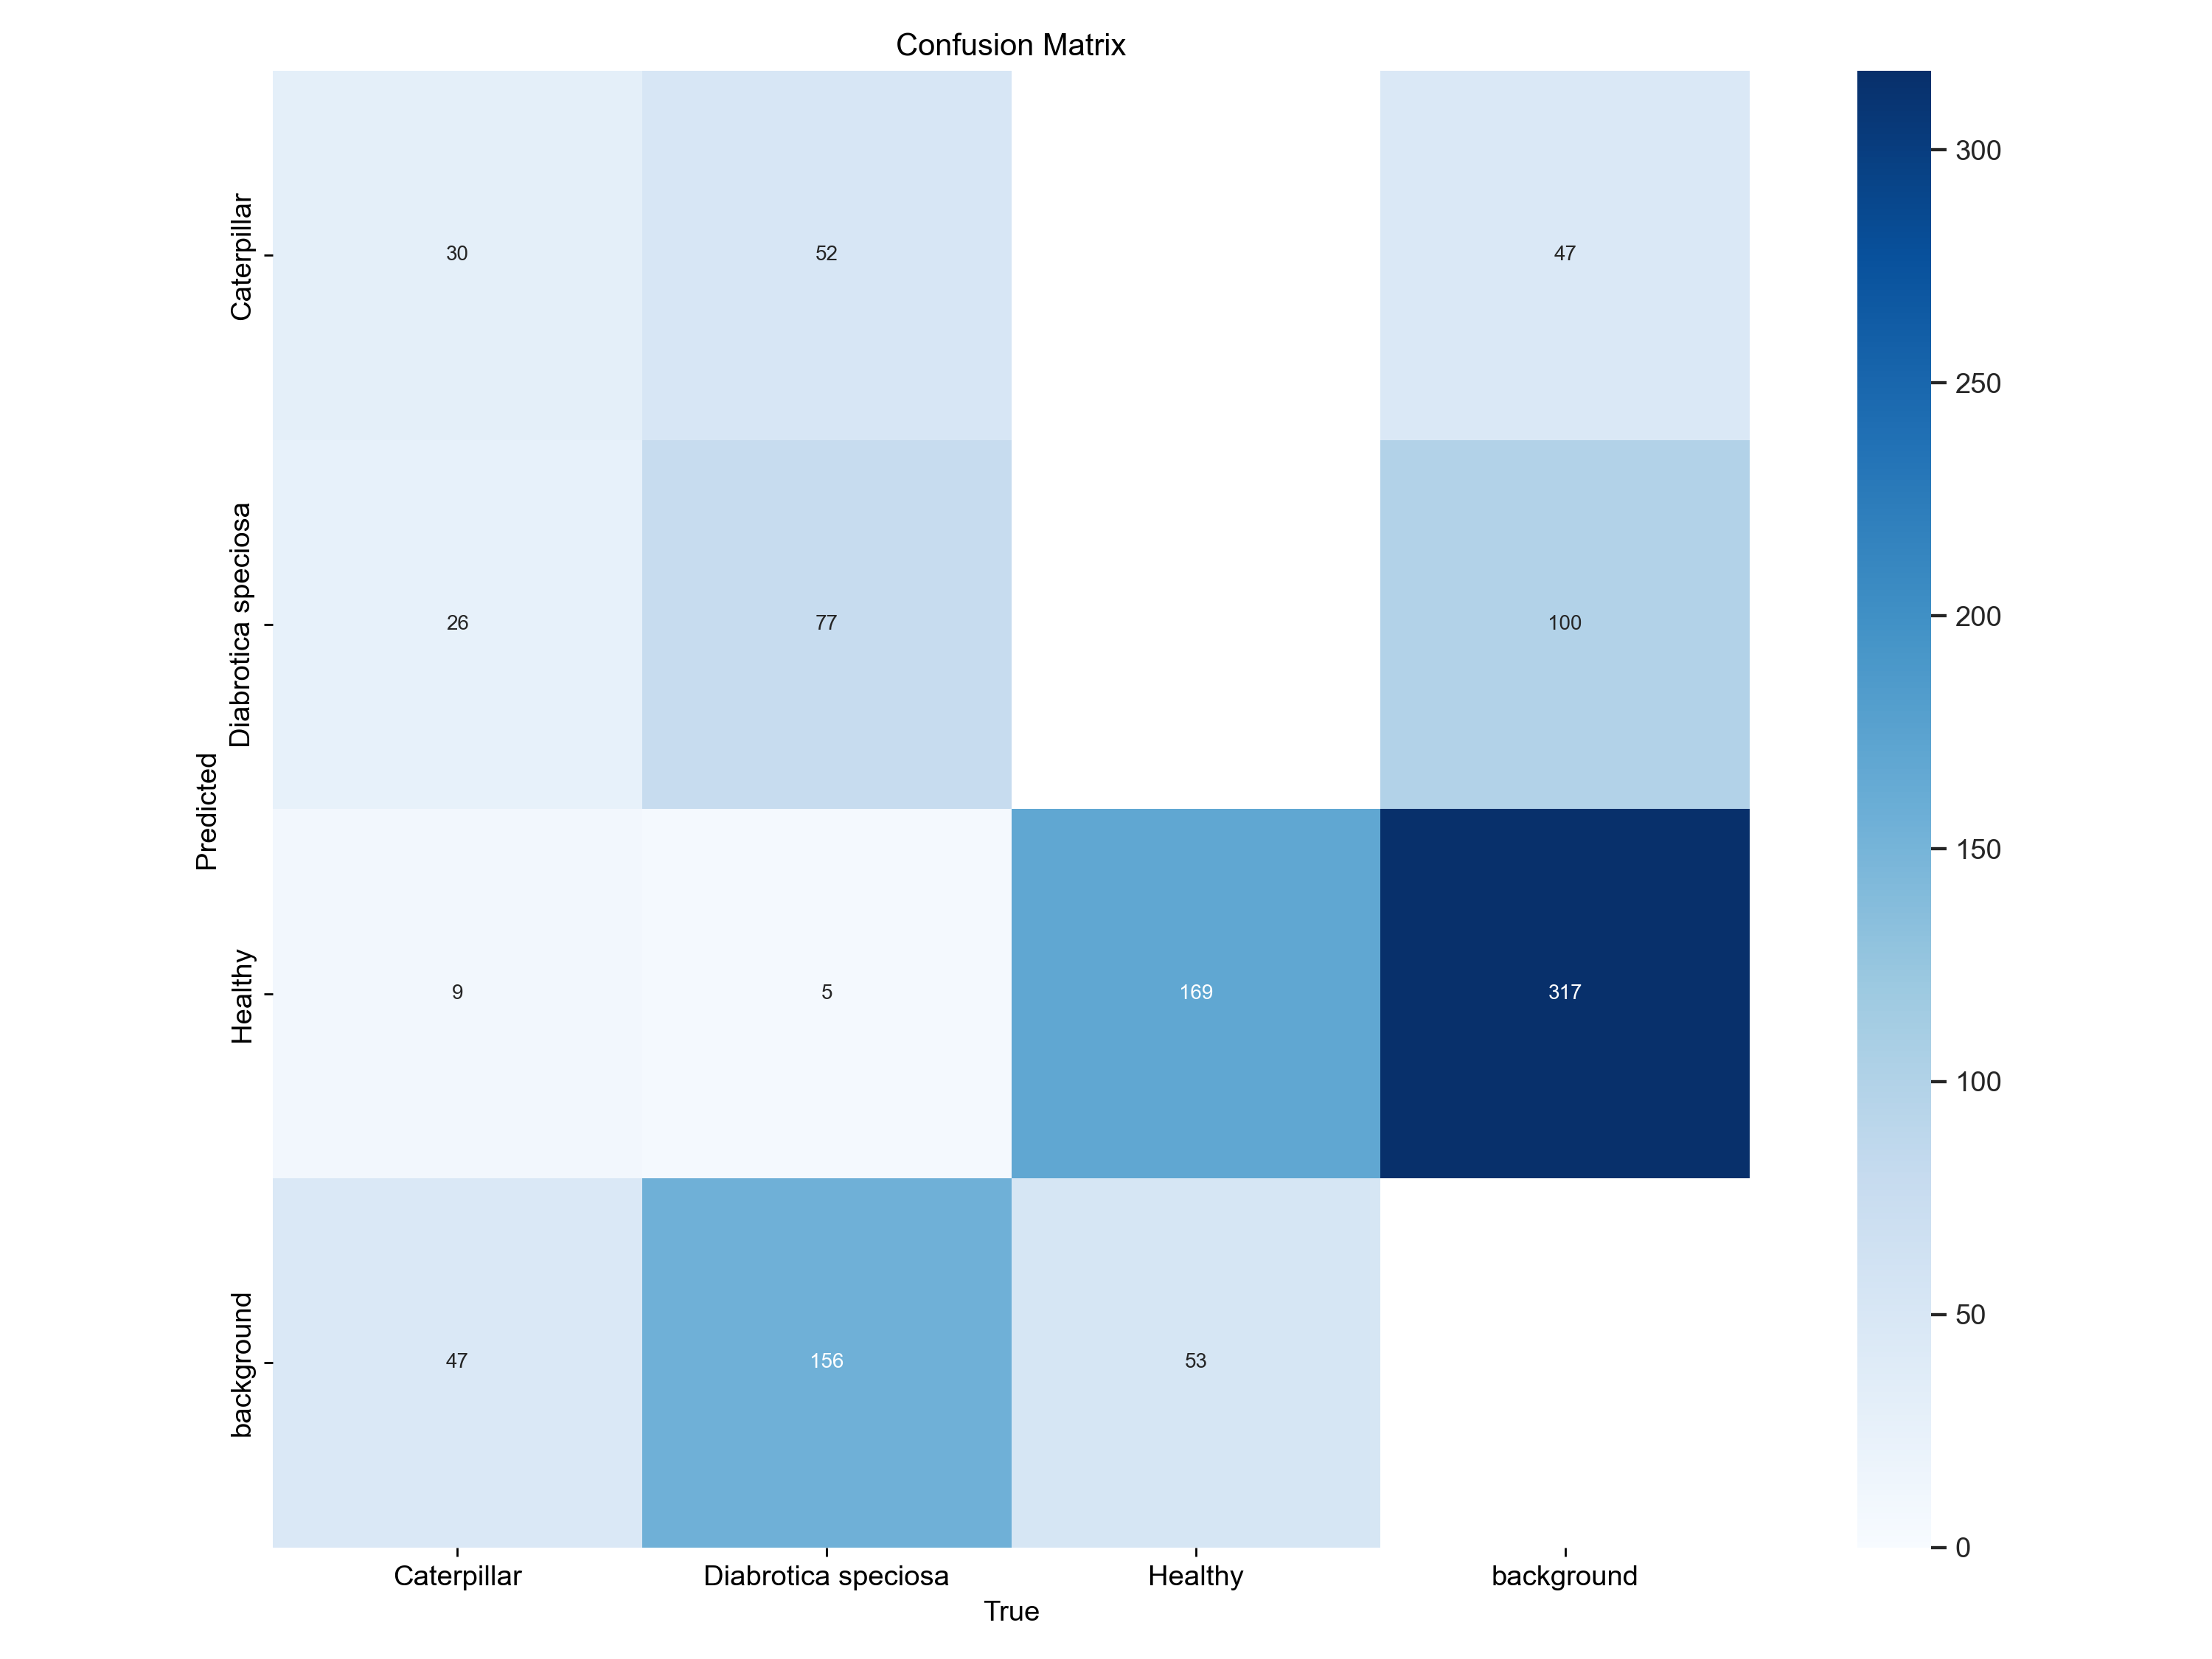 Confusion Matrix
Predicted
Caterpillar
30 52 47
Diabrotica speciosa
26 77 100
Healthy
9 5 169 317
background
47 156 53
Caterpillar Diabrotica speciosa Healthy background
True
300
250
200
150
100
50
0